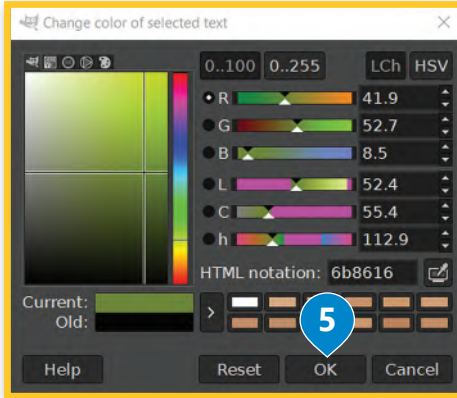 Change color of selected text
0..100 0..255 LCh HSV
R 41.9
G 52.7
B 8.5
L 52.4
C 55.4
h 112.9
HTML notation: 6b8616
Current:
Old:
5
Help Reset OK Cancel